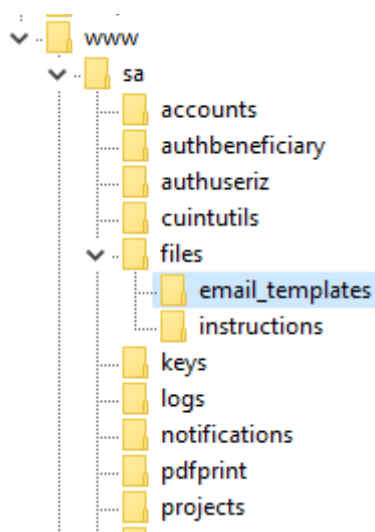 www
sa
accounts
authbeneficiary
authuseriz
cuintutils
files
email_templates
instructions
keys
logs
notifications
pdfprint
projects